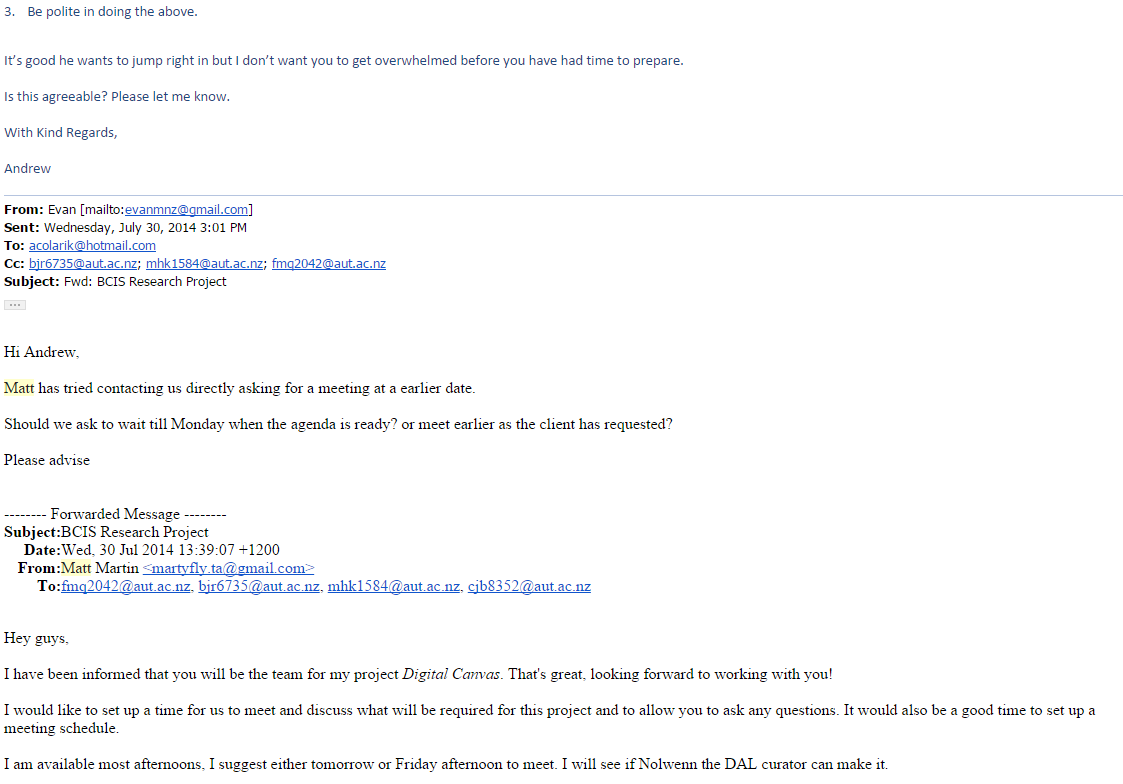 3. Be polite in doing the above.
It's good he wants to jump right in but I don't want you to get overwhelmed before you have had time to prepare.
Is this agreeable? Please let me know.
With Kind Regards,
Andrew
From: Evan [mailto:evanmnz@gmail.com]
Sent: Wednesday, July 30, 2014 3:01 PM
To: acolarik@hotmail.com
Cc: bjr6735@aut.ac.nz; mhk1584@aut.ac.nz; fmq2042@aut.ac.nz
Subject: Fwd: BCIS Research Project
...
Hi Andrew,
Matt has tried contacting us directly asking for a meeting at a earlier date.
Should we ask to wait till Monday when the agenda is ready? or meet earlier as the client has requested?
Please advise
-------- Forwarded Message --------
Subject:BCIS Research Project
Date:Wed, 30 Jul 2014 13:39:07 +1200
From:Matt Martin <martyfly.ta@gmail.com>
To:fmq2042@aut.ac.nz, bjr6735@aut.ac.nz, mhk1584@aut.ac.nz, cjb8352@aut.ac.nz
Hey guys,
I have been informed that you will be the team for my project Digital Canvas. That's great, looking forward to working with you!
I would like to set up a time for us to meet and discuss what will be required for this project and to allow you to ask any questions. It would also be a good time to set up a
meeting schedule.
I am available most afternoons, I suggest either tomorrow or Friday afternoon to meet. I will see if Nolwenn the DAL curator can make it.